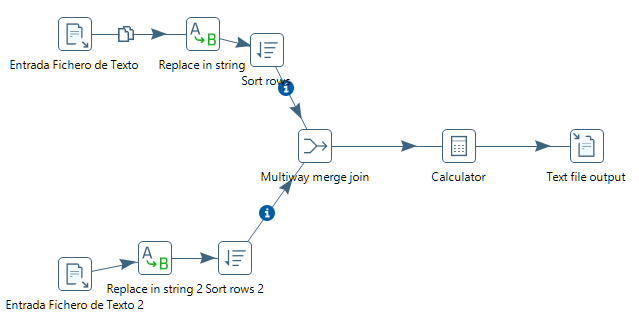 Entrada Fichero de Texto
Replace in string
Sort rows
Multiway merge join
Calculator
Text file output
Replace in string 2
Sort rows 2
Entrada Fichero de Texto 2